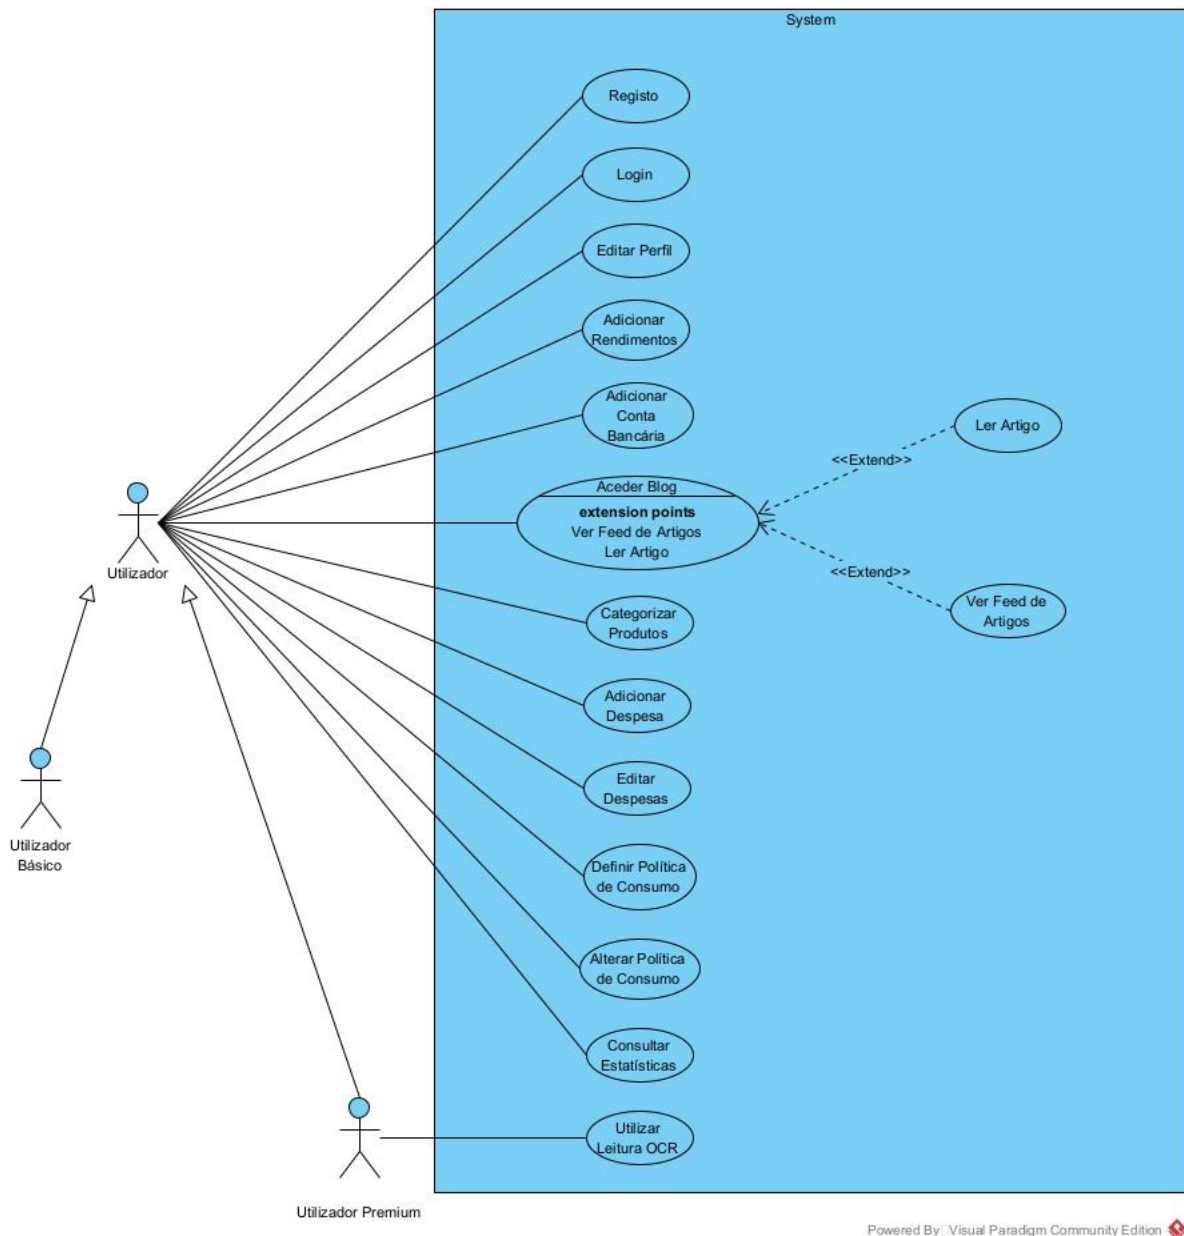 System
Registo
Login
Editar Perfil
Adicionar
Rendimentos
Adicionar
Conta
Bancária
Ler Artigo
<<Extend>>
Aceder Blog
extension points
Ver Feed de Artigos
Ler Artigo
Utilizador
<<Extend>>
Ver Feed de
Artigos
Categorizar
Produtos
Adicionar
Despesa
Editar
Despesas
Utilizador
Básico
Definir Política
de Consumo
Alterar Política
de Consumo
Consultar
Estatísticas
Utilizar
Leitura OCR
Utilizador Premium
Powered By Visual Paradigm Community Edition